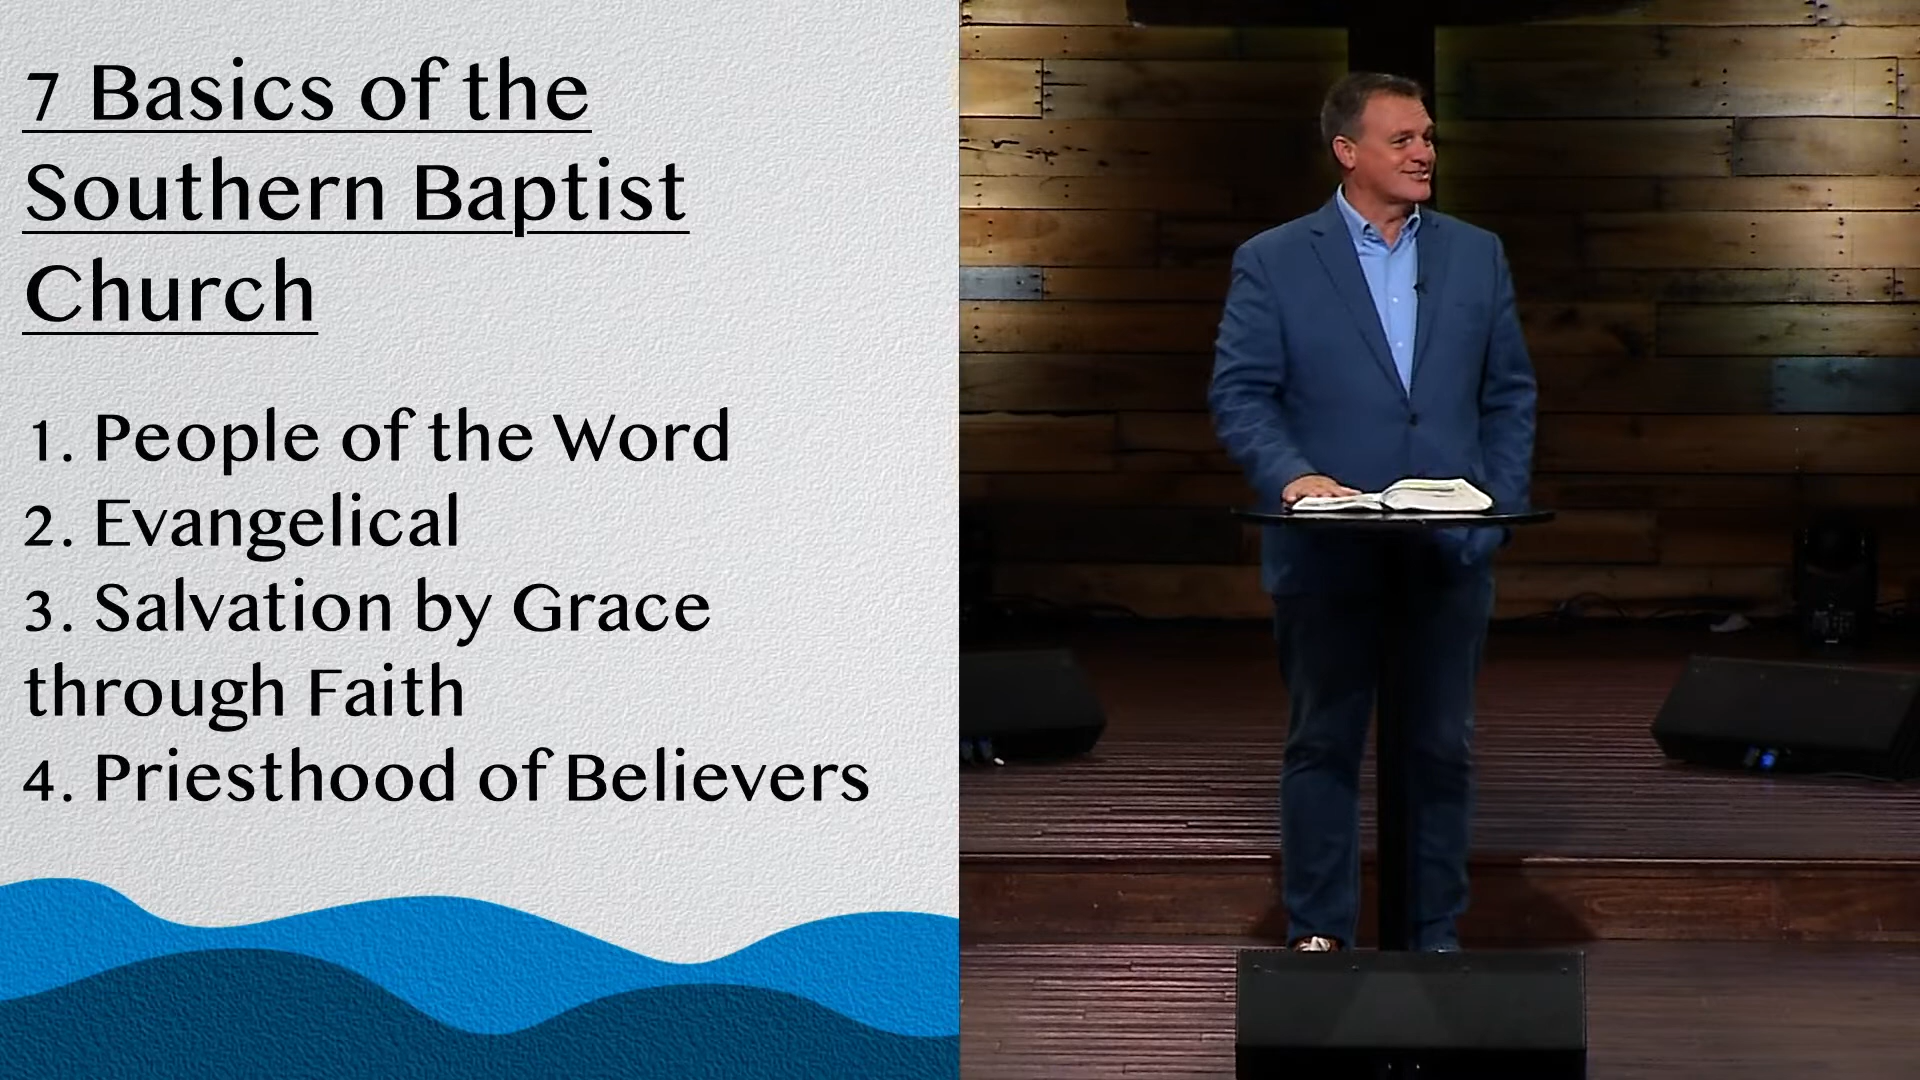 7 Basics of the
Southern Baptist
Church
1. People of the Word
2. Evangelical
3. Salvation by Grace
through Faith
4. Priesthood of Believers